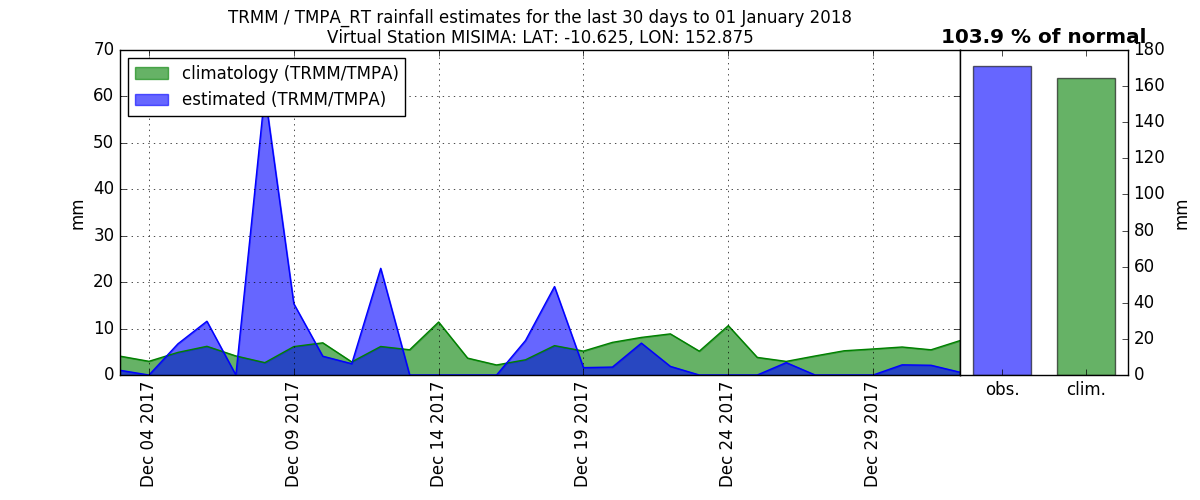 TRMM / TMPA_RT rainfall estimates for the last 30 days to 01 January 2018
Virtual Station MISIMA: LAT: -10.625, LON: 152.875
103.9 % of normal
climatology (TRMM/TMPA)
estimated (TRMM/TMPA)
70
60
50
40
30
20
10
0
mm
180
160
140
120
100
80
60
40
20
0
mm
Dec 04 2017
Dec 09 2017
Dec 14 2017
Dec 19 2017
Dec 24 2017
Dec 29 2017
obs.
clim.